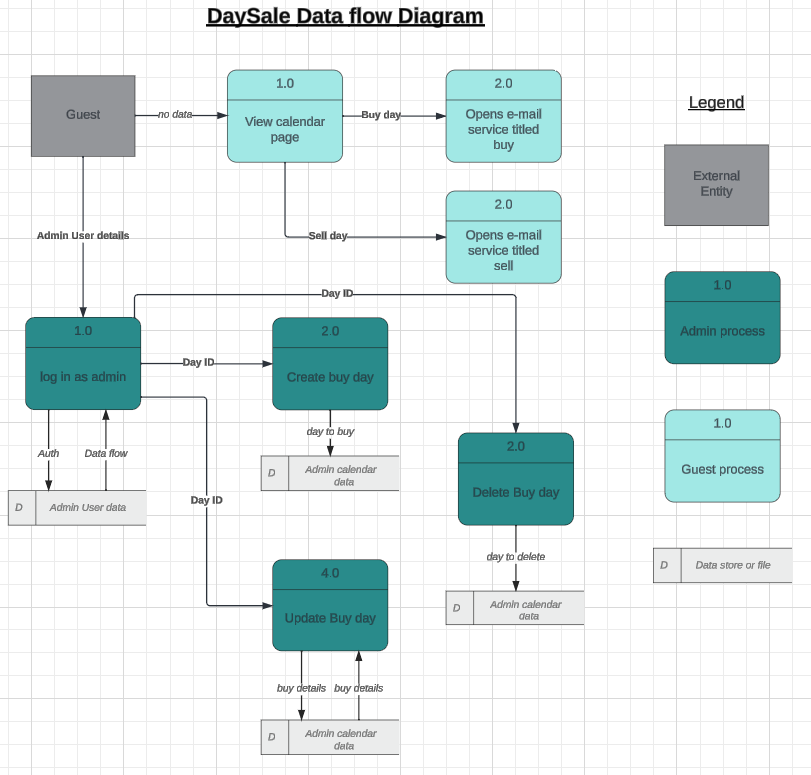 DaySale Data flow Diagram
Guest
no data
1.0
View calendar
page
Buy day
2.0
Opens e-mail
service titled
buy
Sell day
2.0
Opens e-mail
service titled
sell
Legend
External
Entity
1.0
Admin process
1.0
Guest process
D
Data store or file
Admin User details
Day ID
1.0
log in as admin
Day ID
2.0
Create buy day
day to buy
D
Admin calendar
data
Auth
Data flow
D
Admin User data
Day ID
2.0
Delete Buy day
day to delete
D
Admin calendar
data
4.0
Update Buy day
buy details
buy details
D
Admin calendar
data